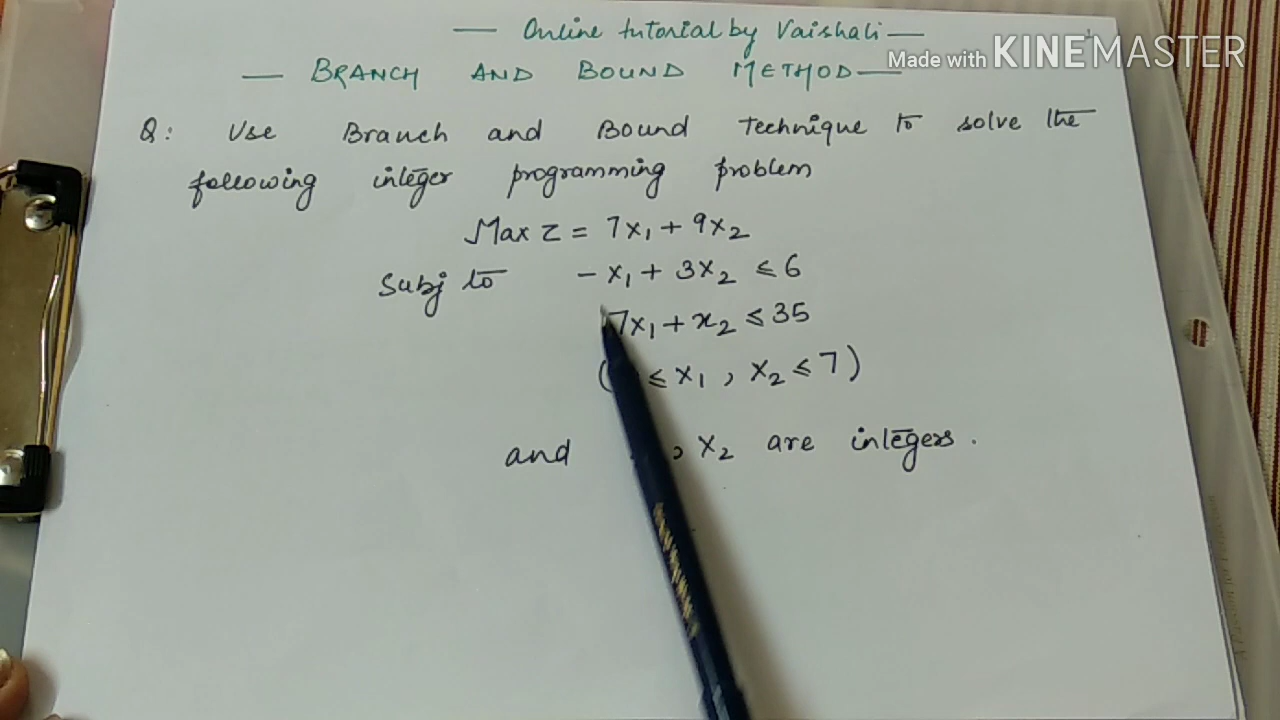 — Online tutorial by Vaishali —
Made with KINEMASTER
— BRANCH AND BOUND METHOD —
Q: Use Branch and Bound Technique to solve the
following integer programming problem
Max Z = 7x₁ + 9x₂
Subj to - x₁ + 3x₂ ≤ 6
7x₁ + x₂ ≤ 35
( ≤ x₁ , x₂ ≤ 7 )
and , x₂ are integers.